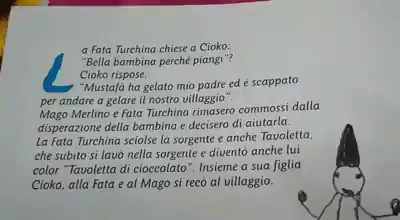 La Fata Turchina chiese a Cioko:
"Bella bambina perché piangi"?
Cioko rispose.
"Mustafà ha gelato mio padre ed è scappato
per andare a gelare il nostro villaggio".
Mago Merlino e Fata Turchina rimasero commossi dalla
disperazione della bambina e decisero di aiutarla.
La Fata Turchina sciolse la sorgente e anche Tavoletta,
che subito si lavò nella sorgente e diventò anche lui
color "Tavoletta di cioccolato". Insieme a sua figlia
Cioko, alla Fata e al Mago si recò al villaggio.